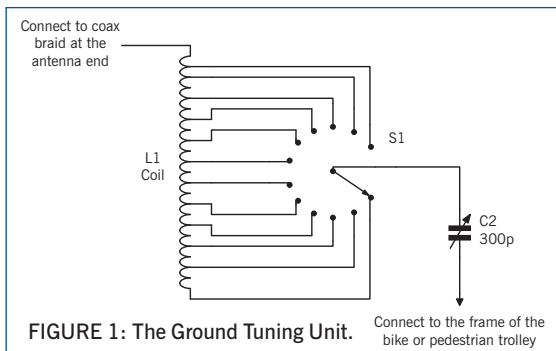 Connect to coax
braid at the
antenna end
S1
L1
Coil
C2
300p
FIGURE 1: The Ground Tuning Unit.
Connect to the frame of the
bike or pedestrian trolley